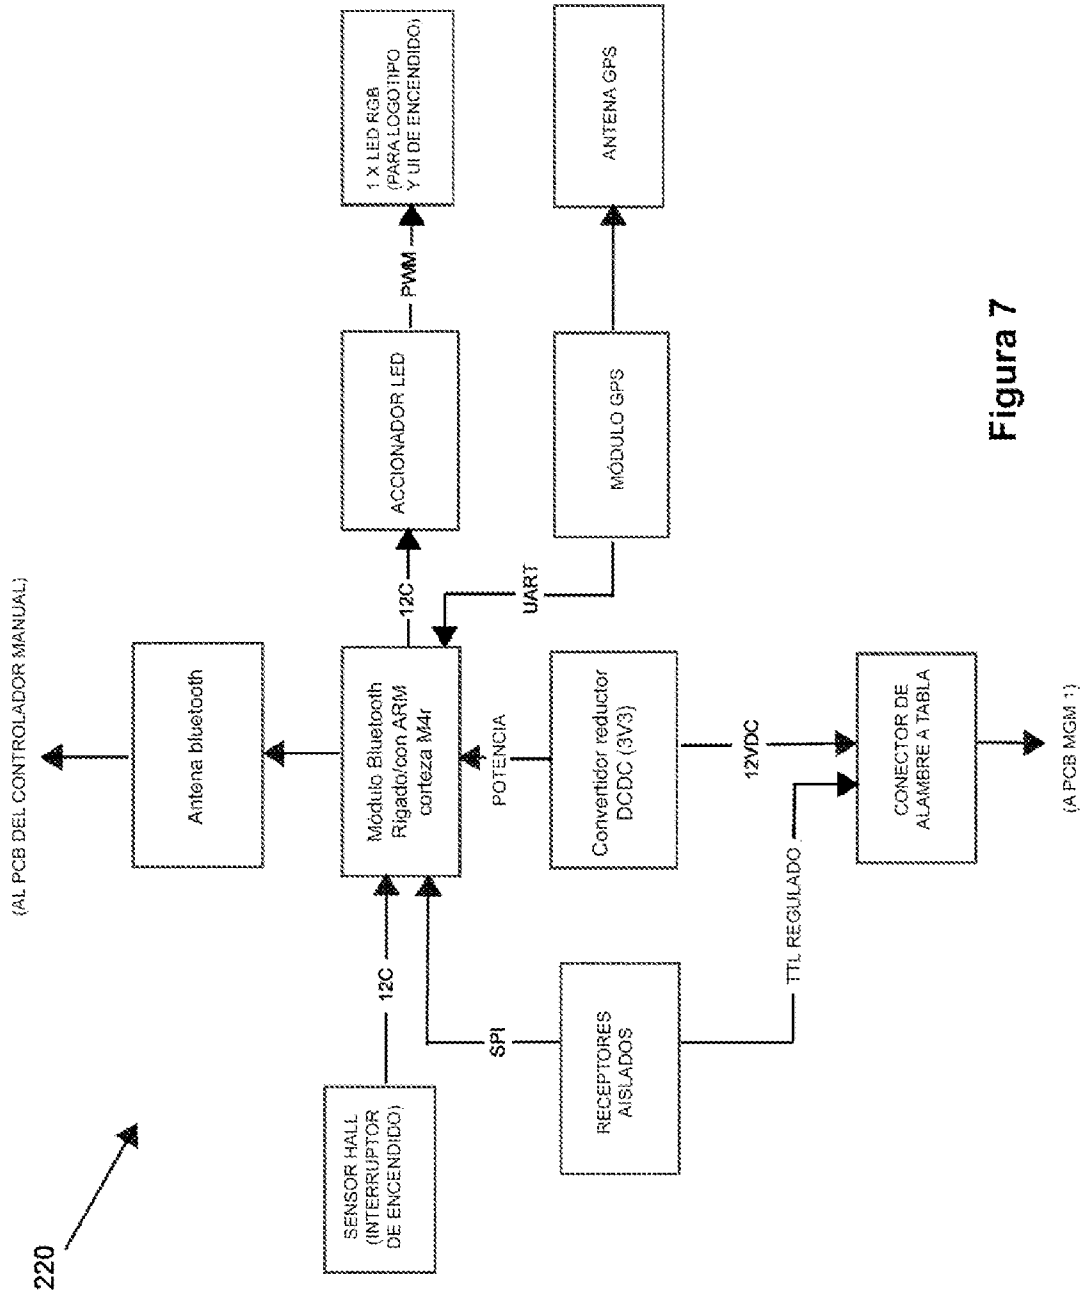 220
(AL PCB DEL CONTROLADOR MANUAL)
Antena bluetooth
SENSOR HALL
(INTERRUPTOR
DE ENCENDIDO)
12C
Módulo Bluetooth
Rigado/con ARM
corteza M4r
12C
ACCIONADOR LED
PWM
1 X LED RGB
(PARA LOGOTIPO
Y UI DE ENCENDIDO)
SPI
POTENCIA
UART
RECEPTORES
AISLADOS
Convertidor reductor
DCDC (3V3)
MÓDULO GPS
ANTENA GPS
TTL REGULADO
12VDC
CONECTOR DE
ALAMBRE A TABLA
(A PCB MGM 1)
Figura 7